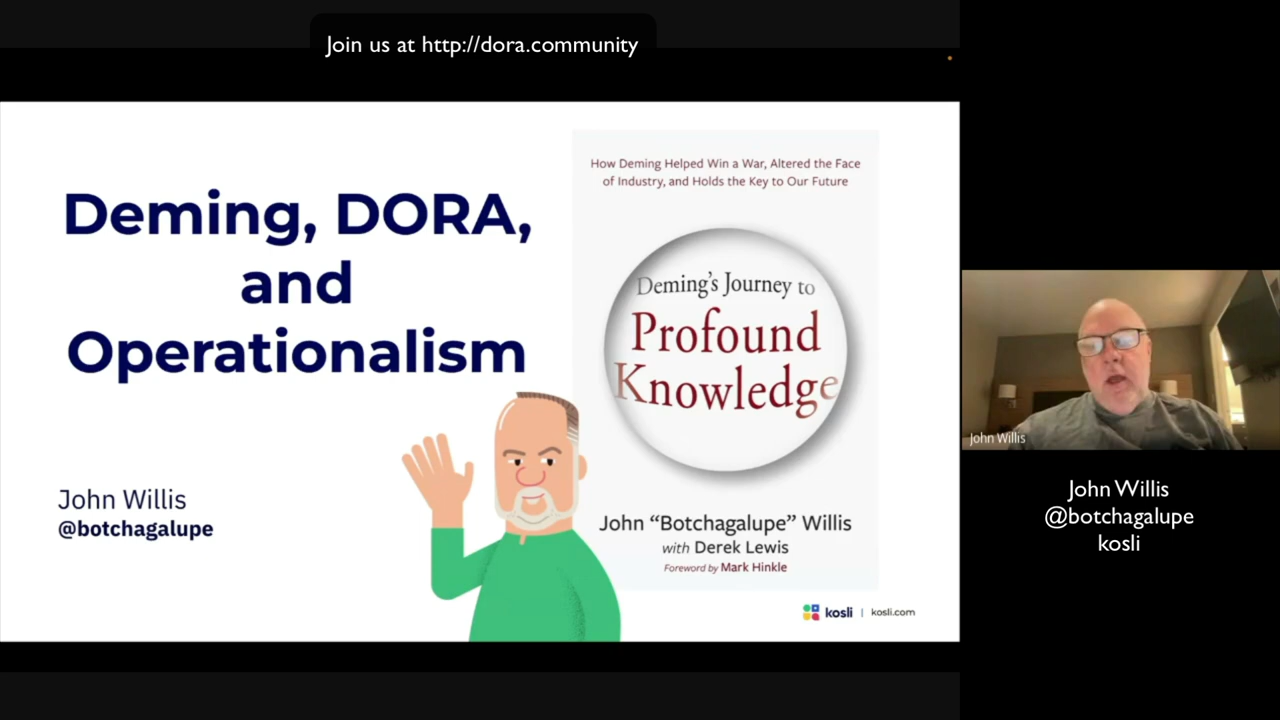 Join us at http://dora.community
Deming, DORA,
and
Operationalism
John Willis
@botchagalupe
How Deming Helped Win a War, Altered the Face
of Industry, and Holds the Key to Our Future
Deming's Journey to
Profound
Knowledge
John “Botchagalupe” Willis
with Derek Lewis
Foreword by Mark Hinkle
kosli | kosli.com
John Willis
John Willis
@botchagalupe
kosli